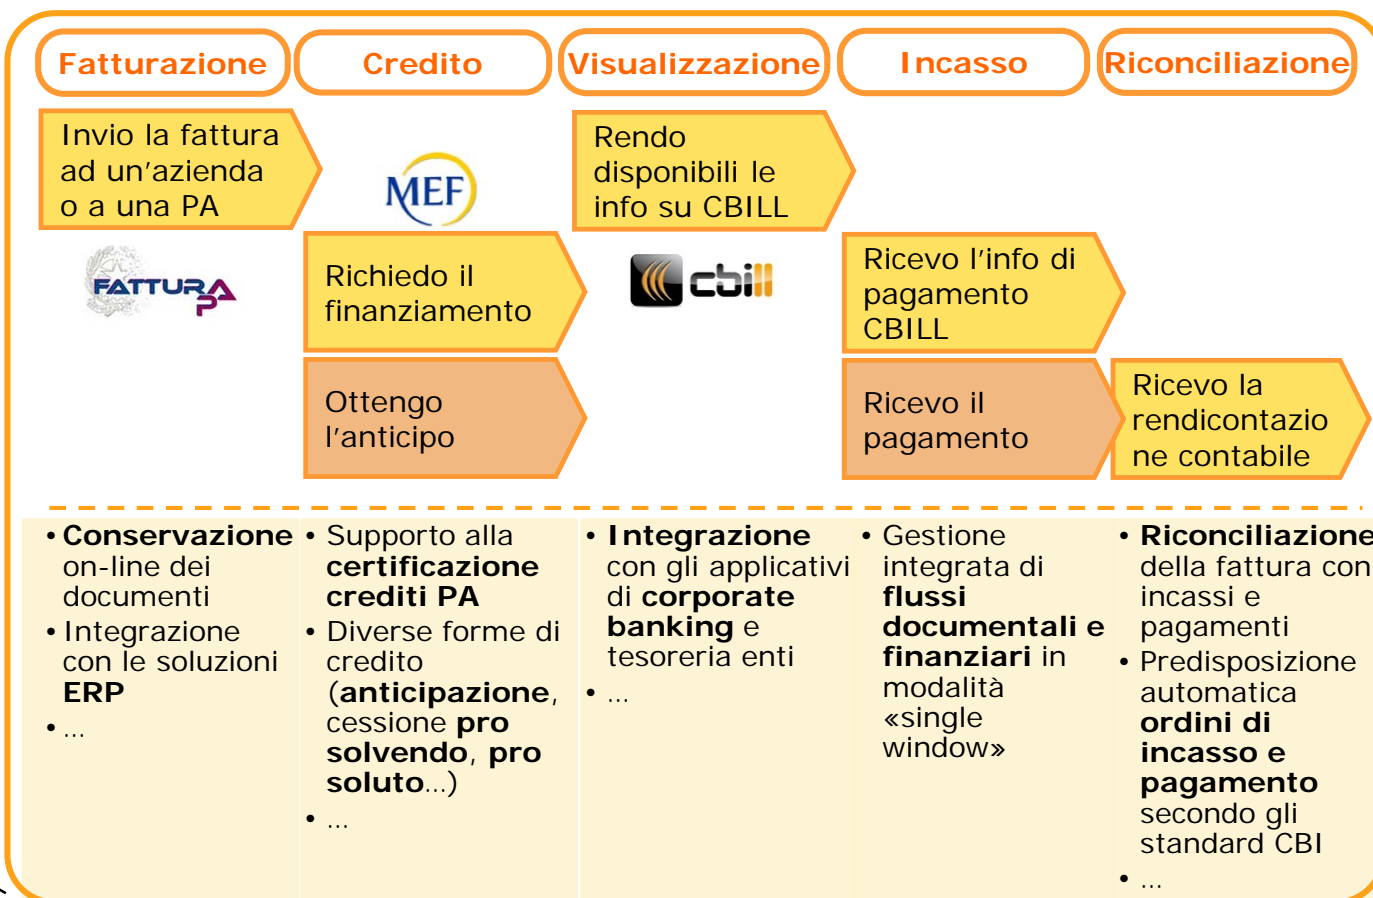 Fatturazione
Credito
Visualizzazione
Incasso
Riconciliazione
Invio la fattura
ad un’azienda
o a una PA
FATTURA
PA
MEF
Richiedo il
finanziamento
Ottengo
l’anticipo
Rendo
disponibili le
info su CBILL
cbill
Ricevo l’info di
pagamento
CBILL
Ricevo il
pagamento
Ricevo la
rendicontazio
ne contabile
• Conservazione
on-line dei
documenti
• Integrazione
con le soluzioni
ERP
• …
• Supporto alla
certificazione
crediti PA
• Diverse forme di
credito
(anticipazione,
cessione pro
solvendo, pro
soluto…)
• …
• Integrazione
con gli applicativi
di corporate
banking e
tesoreria enti
• …
• Gestione
integrata di
flussi
documentali e
finanziari in
modalità
«single
window»
• Riconciliazione
della fattura con
incassi e
pagamenti
• Predisposizione
automatica
ordini di
incasso e
pagamento
secondo gli
standard CBI
• …